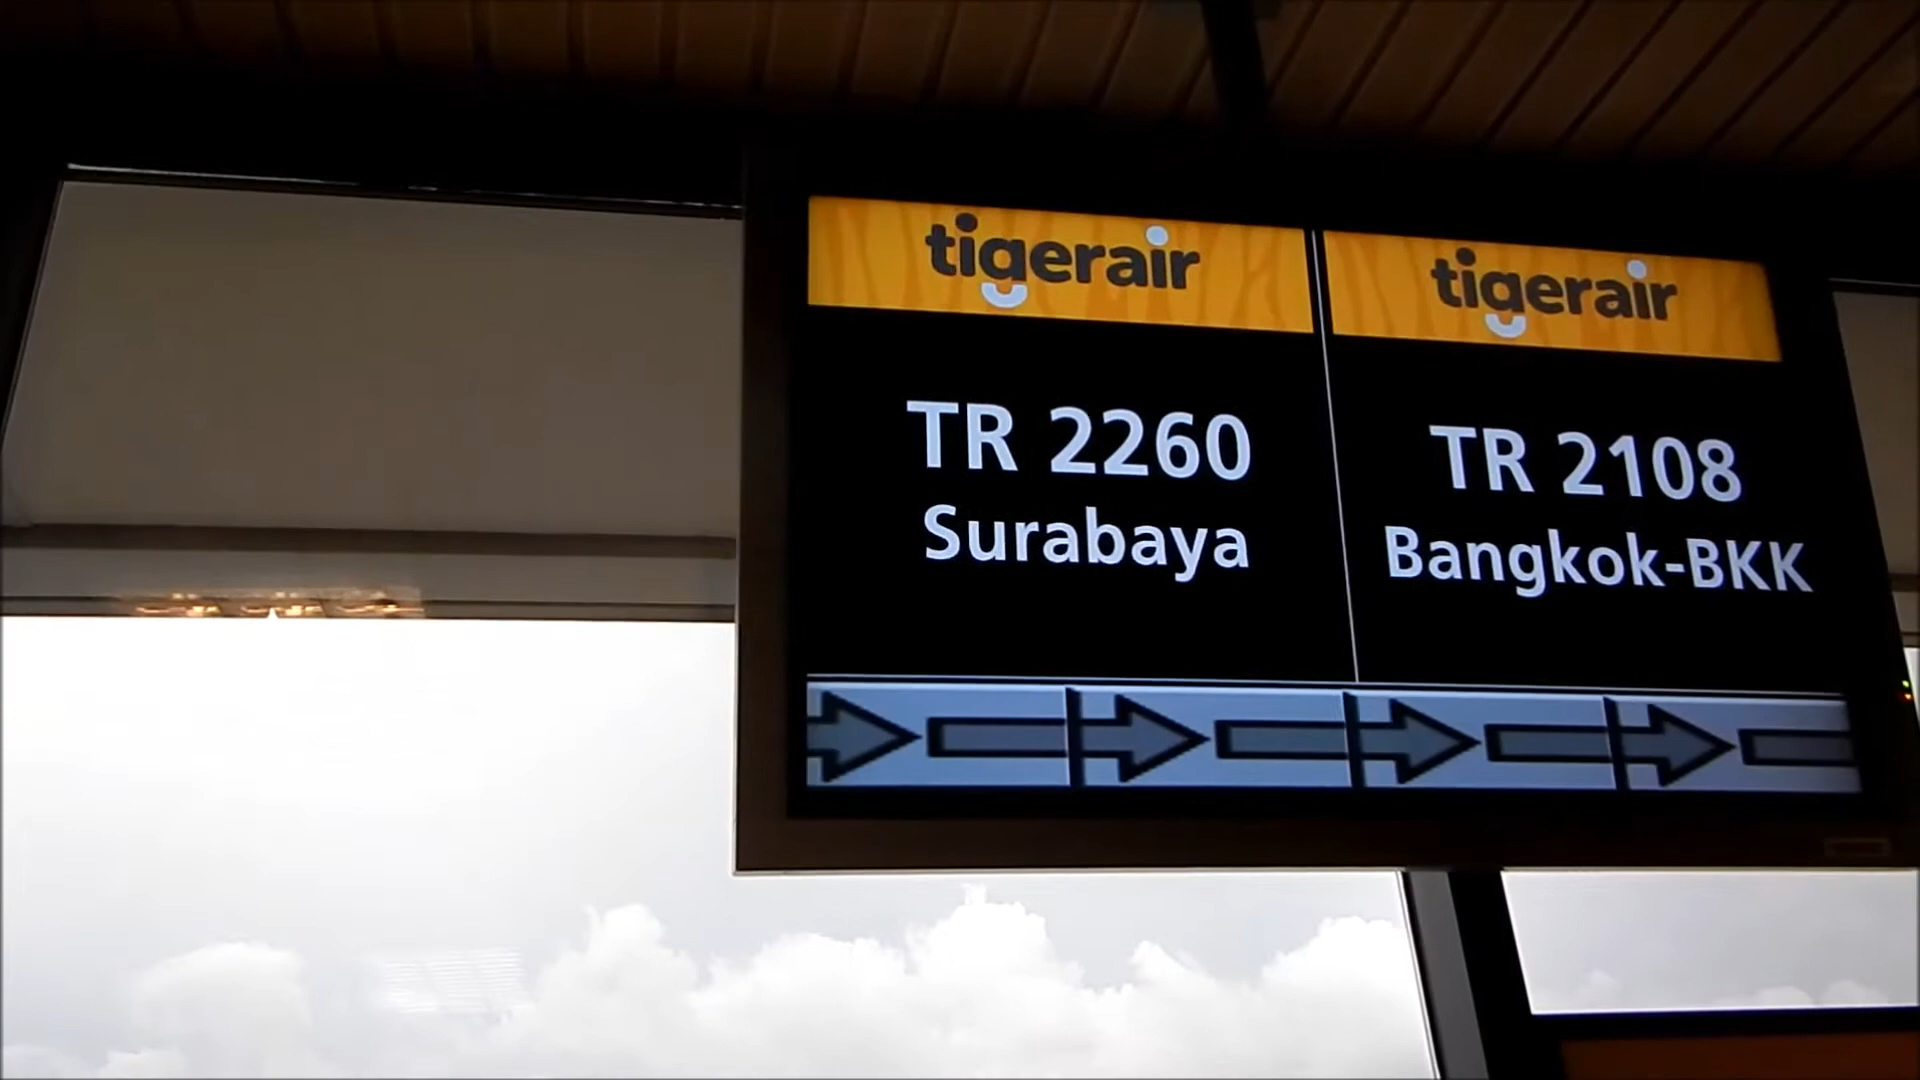 tigerair
TR 2260
Surabaya
tigerair
TR 2108
Bangkok-BKK